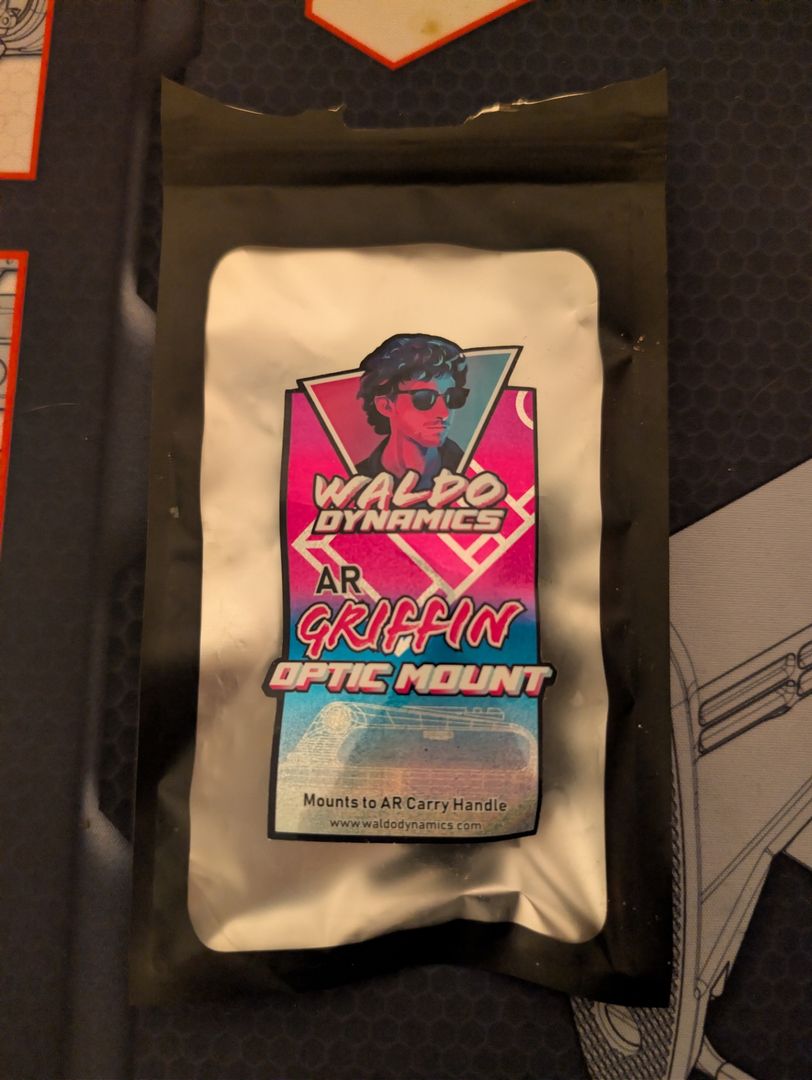 WALDO
DYNAMICS
AR
GRIFFIN
OPTIC MOUNT
Mounts to AR Carry Handle
www.waldodynamics.com